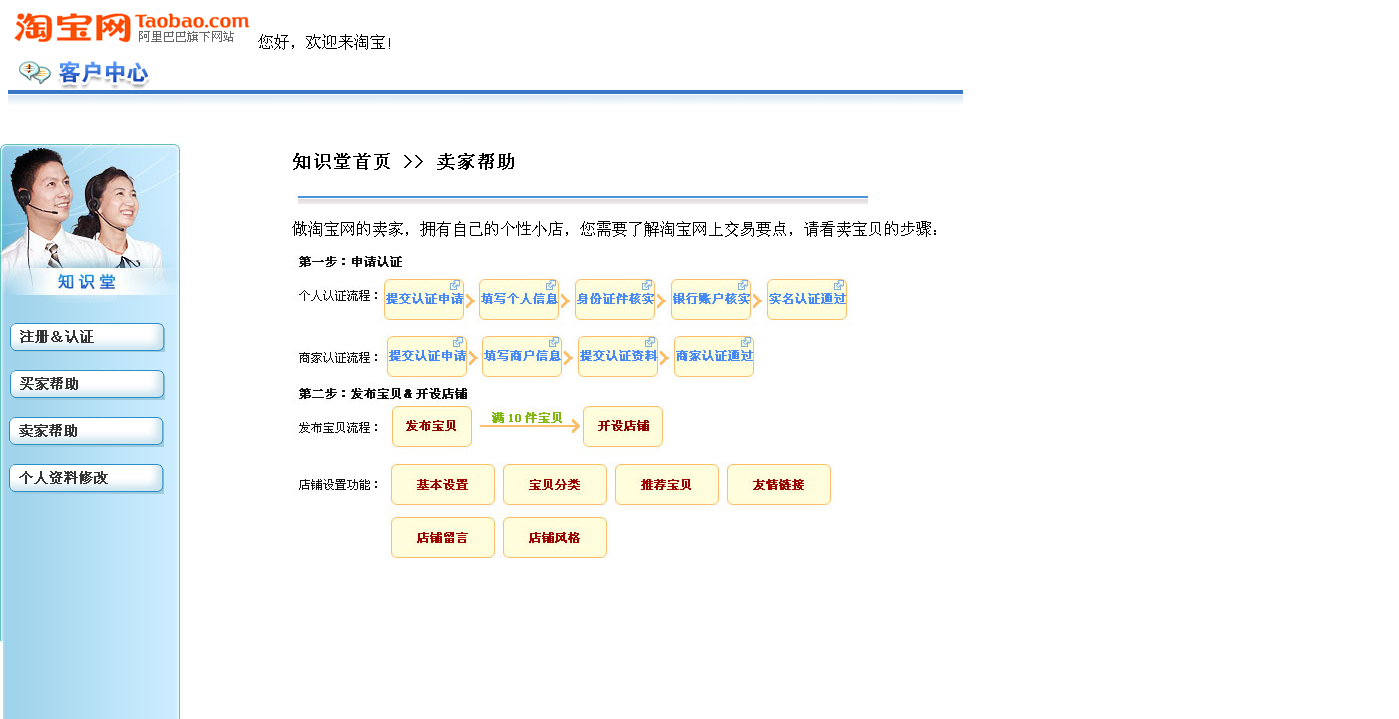 淘宝网 Taobao.com
阿里巴巴旗下网站
您好，欢迎来淘宝！
客户中心
知识堂
注册＆认证
买家帮助
卖家帮助
个人资料修改
知识堂首页 >> 卖家帮助
做淘宝网的卖家，拥有自己的个性小店，您需要了解淘宝网上交易要点，请看卖宝贝的步骤：
第一步：申请认证
个人认证流程： 提交认证申请 填写个人信息 身份证件核实 银行账户核实 实名认证通过
商家认证流程： 提交认证申请 填写商户信息 提交认证资料 商家认证通过
第二步：发布宝贝& 开设店铺
发布宝贝流程： 发布宝贝 满 10 件宝贝 开设店铺
店铺设置功能： 基本设置 宝贝分类 推荐宝贝 友情链接
店铺留言 店铺风格